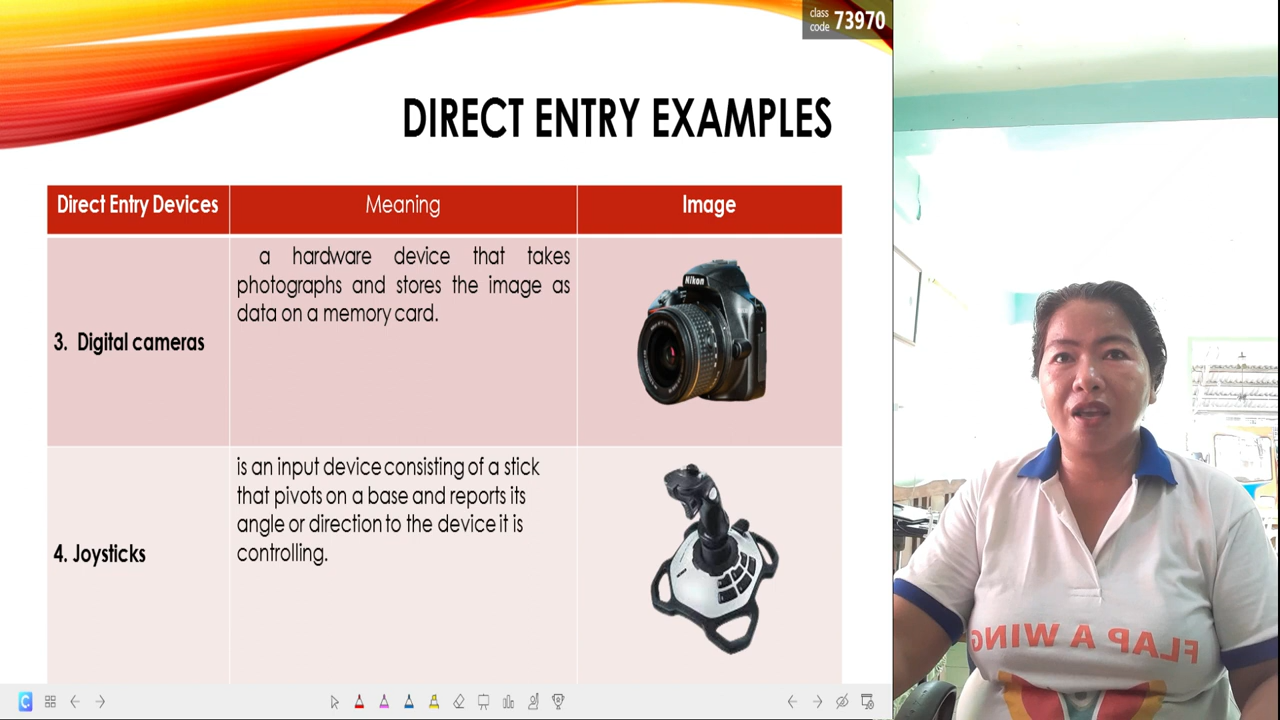 class
code 73970
DIRECT ENTRY EXAMPLES
Direct Entry Devices Meaning Image
3. Digital cameras
a hardware device that takes
photographs and stores the image as
data on a memory card.
Nikon
4. Joysticks
is an input device consisting of a stick
that pivots on a base and reports its
angle or direction to the device it is
controlling.
FLAP A WING